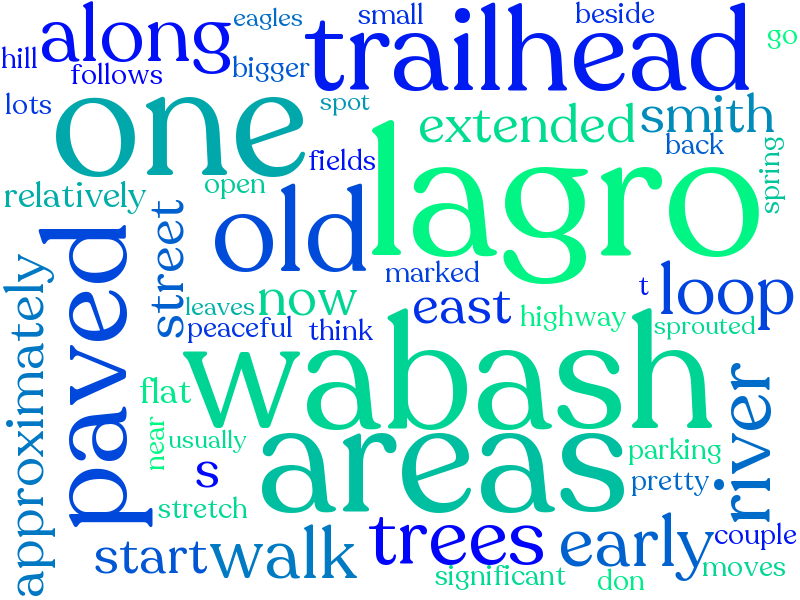 eagles
small
beside
go
along
trailhead
hill
follows
bigger
lots
spot
one
extended
smith
back
fields
lagro
spring
relatively
open
old
street
paved
marked
t
loop
approximately
leaves
now
east
highway
sprouted
peaceful
think
wabash
flat
river
near
usually
areas
s
parking
pretty
stretch
trees
early
couple
start
walk
significant
don
moves